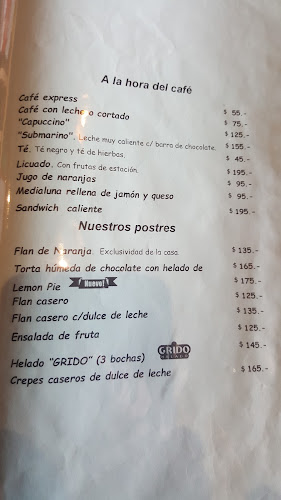 A la hora del café
Café express $ 55.-
Café con leche o cortado $ 75.-
"Capuccino" $ 125.-
"Submarino". Leche muy caliente c/ barra de chocolate. $ 155.-
Té. Té negro y té de hierbas. $ 45.-
Licuado. Con frutas de estación. $ 195.-
Jugo de naranjas $ 95.-
Medialuna rellena de jamón y queso $ 95.-
Sandwich caliente $ 195.-
Nuestros postres
Flan de Naranja. Exclusividad de la casa. $ 135.-
Torta húmeda de chocolate con helado de $ 165.-
Lemon Pie Nuevo! $ 175.-
Flan casero $ 125.-
Flan casero c/dulce de leche $ 135.-
Ensalada de fruta $ 125.-
Helado "GRIDO" (3 bochas) GRIDO HELADO $ 145.-
Crepes caseros de dulce de leche $ 165.-